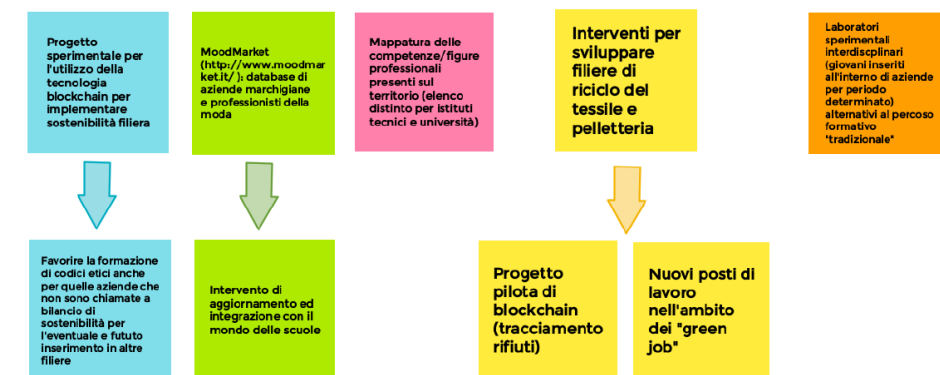 Progetto
sperimentale per
l'utilizzo della
tecnologia
blockchain per
implementare
sostenibilità filiera
MoodMarket
(http://www.moodmar
ket.it/ ): database di
aziende marchigiane
e professionisti della
moda
Mappatura delle
competenze/figure
professionali
presenti sul
territorio (elenco
distinto per istituti
tecnici e università)
Interventi per
sviluppare
filiere di
riciclo del
tessile e
pelletteria
Laboratori
sperimentali
interdiscplinari
(giovani inseriti
all'interno di aziende
per periodo
determinato)
alternativi al percoso
formativo
"tradizionale"
Favorire la formazione
di codici etici anche
per quelle aziende che
non sono chiamate a
bilancio di
sostenibilità per
l'eventuale e fututo
inserimento in altre
filiere
Intervento di
aggiornamento ed
integrazione con il
mondo delle scuole
Progetto
pilota di
blockchain
(tracciamento
rifiuti)
Nuovi posti di
lavoro
nell'ambito
dei "green
job"